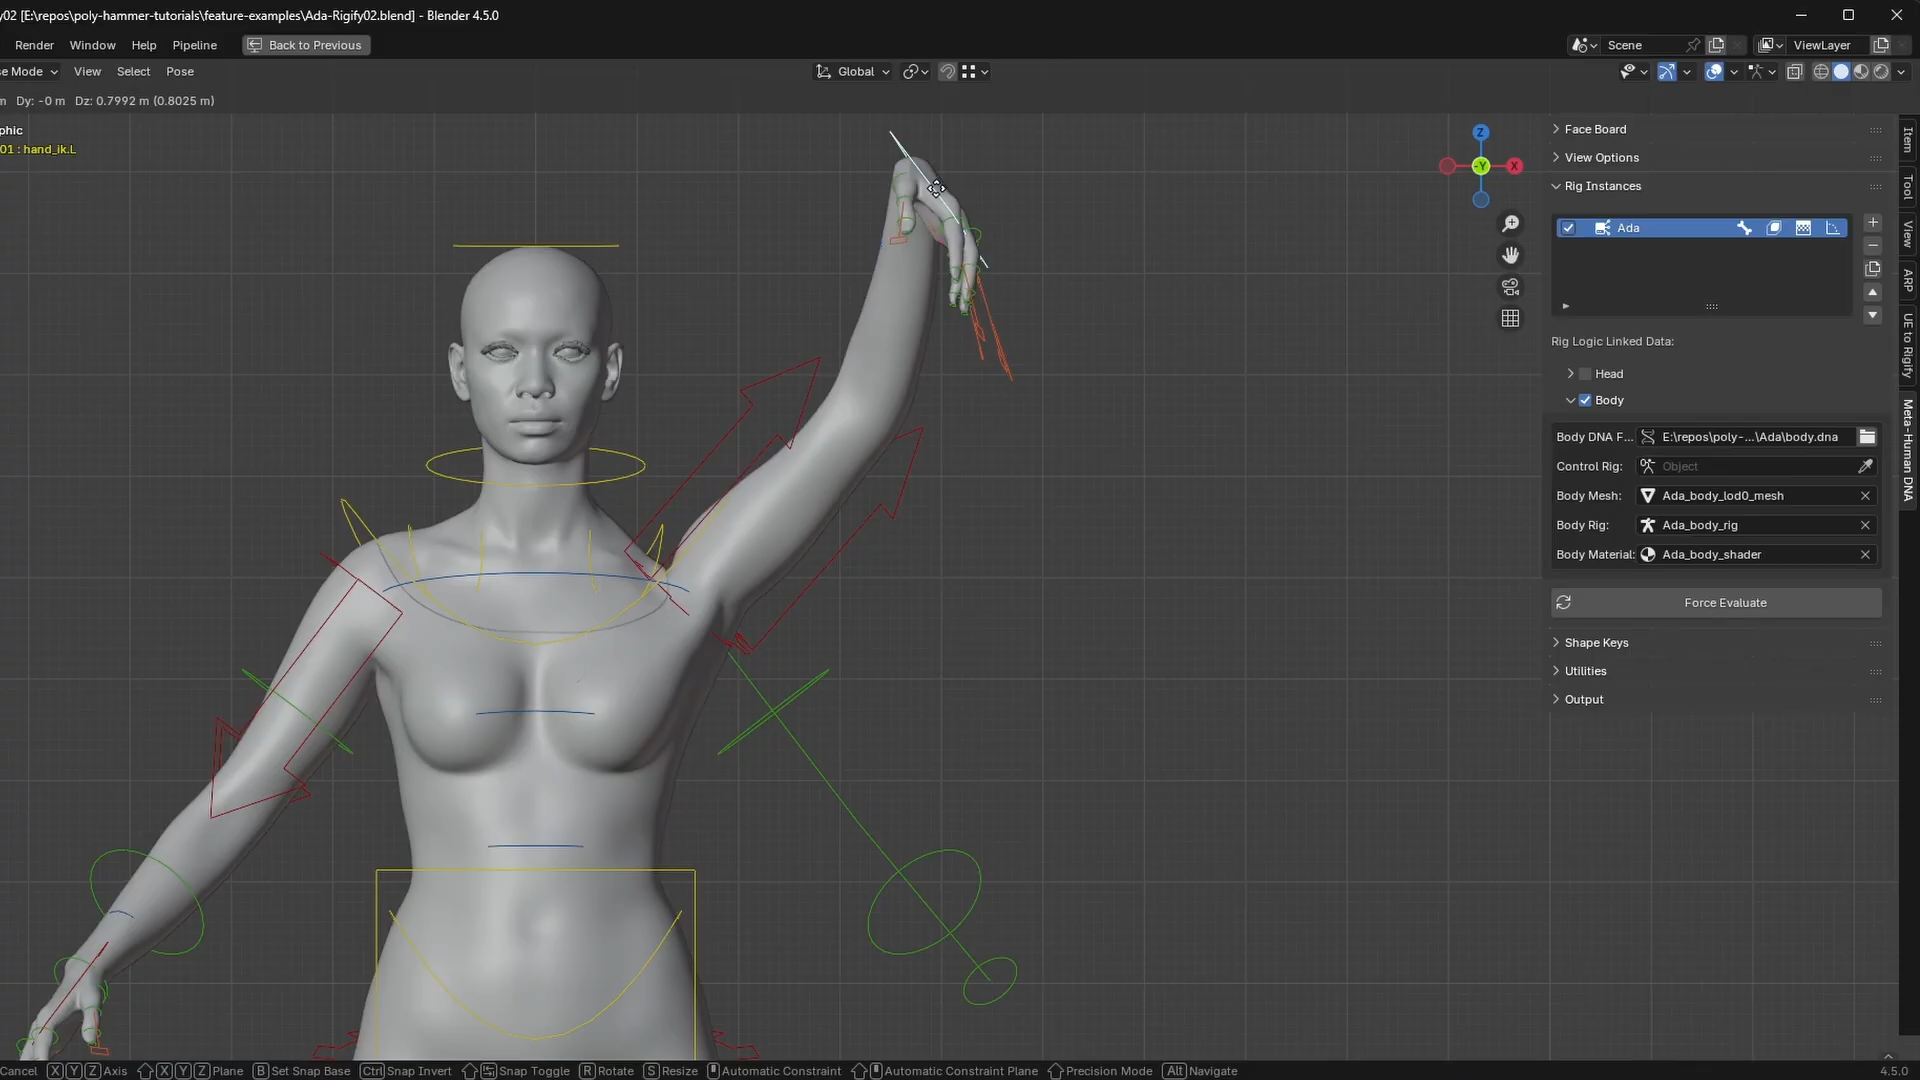 y02 [E:\repos\poly-hammer-tutorials\feature-examples\Ada-Rigify02.blend] - Blender 4.5.0
Render Window Help Pipeline Back to Previous Scene ViewLayer
se Mode View Select Pose Global
m Dy: -0 m Dz: 0.7992 m (0.8025 m)
phic
01 : hand_ik.L
Z
X
-Y
Face Board
View Options
Rig Instances
Ada
Rig Logic Linked Data:
Head
Body
Body DNA F... E:\repos\poly-...\Ada\body.dna
Control Rig: Object
Body Mesh: Ada_body_lod0_mesh
Body Rig: Ada_body_rig
Body Material: Ada_body_shader
Force Evaluate
Shape Keys
Utilities
Output
Item
Tool
View
ARP
UE to Rigify
Meta-Human DNA
Cancel X Y Z Axis X Y Z Plane B Set Snap Base Ctrl Snap Invert Snap Toggle R Rotate S Resize Automatic Constraint Automatic Constraint Plane Precision Mode Alt Navigate 4.5.0